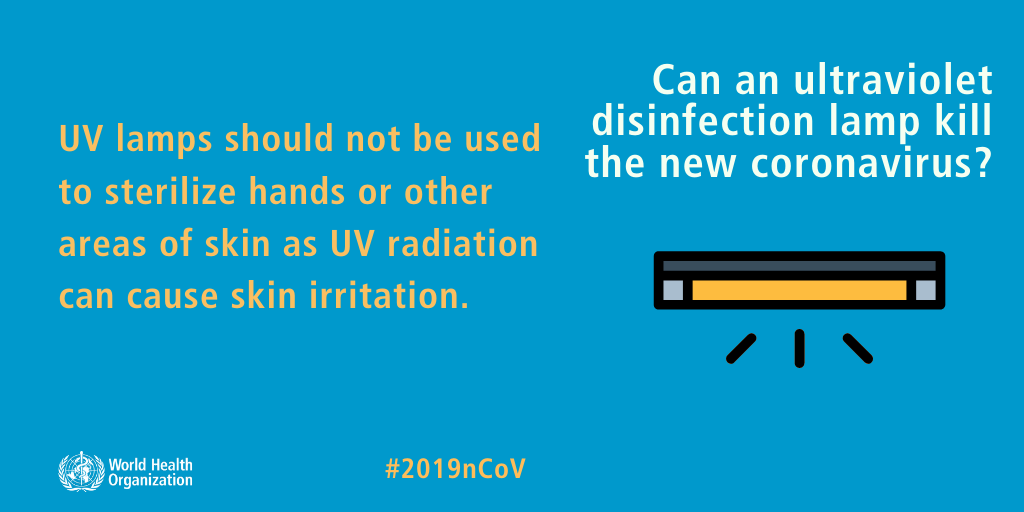 Can an ultraviolet
disinfection lamp kill
the new coronavirus?
UV lamps should not be used
to sterilize hands or other
areas of skin as UV radiation
can cause skin irritation.
World Health
Organization
#2019nCoV